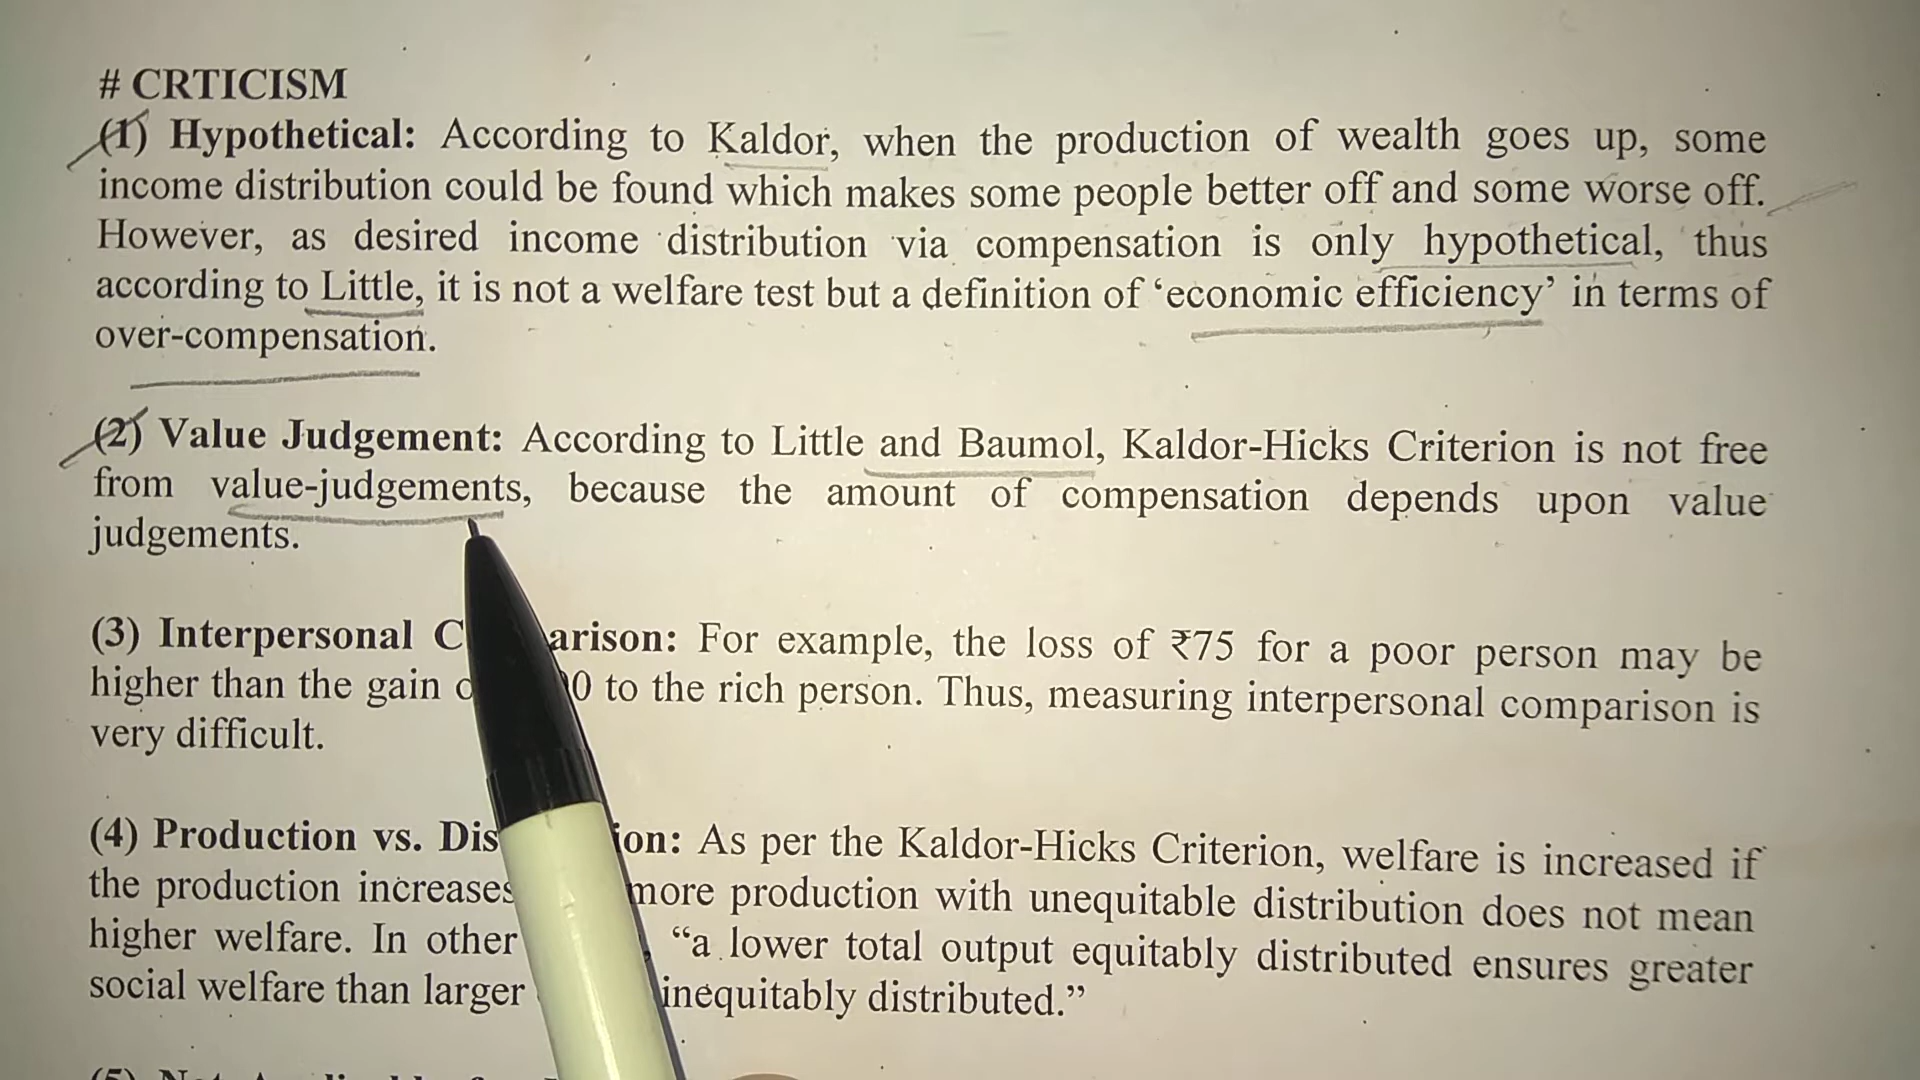 # CRTICISM
(1) Hypothetical: According to Kaldor, when the production of wealth goes up, some
income distribution could be found which makes some people better off and some worse off.
However, as desired income distribution via compensation is only hypothetical, thus
according to Little, it is not a welfare test but a definition of ‘economic efficiency’ in terms of
over-compensation.
(2) Value Judgement: According to Little and Baumol, Kaldor-Hicks Criterion is not free
from value-judgements, because the amount of compensation depends upon value
judgements.
(3) Interpersonal arison: For example, the loss of ₹75 for a poor person may be
higher than the gain 0 to the rich person. Thus, measuring interpersonal comparison is
very difficult.
(4) Production vs. Dis ion: As per the Kaldor-Hicks Criterion, welfare is increased if
the production increases more production with unequitable distribution does not mean
higher welfare. In other “a lower total output equitably distributed ensures greater
social welfare than larger inequitably distributed.”
(5)